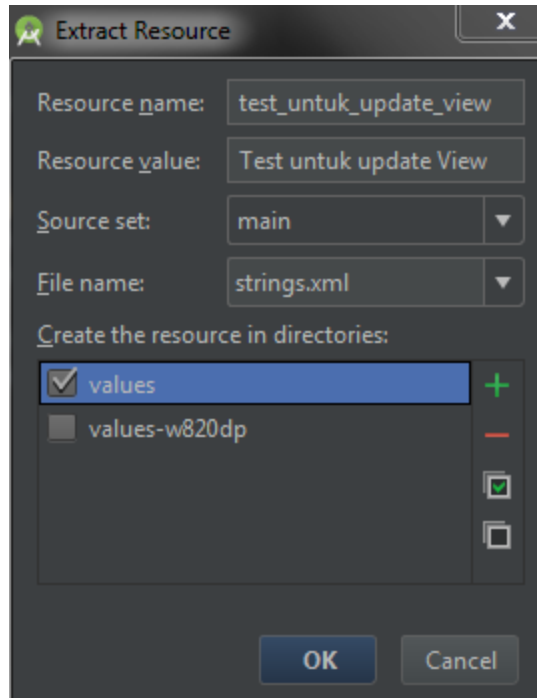 Extract Resource
Resource name: test_untuk_update_view
Resource value: Test untuk update View
Source set: main
File name: strings.xml
Create the resource in directories:
values
values-w820dp
OK Cancel